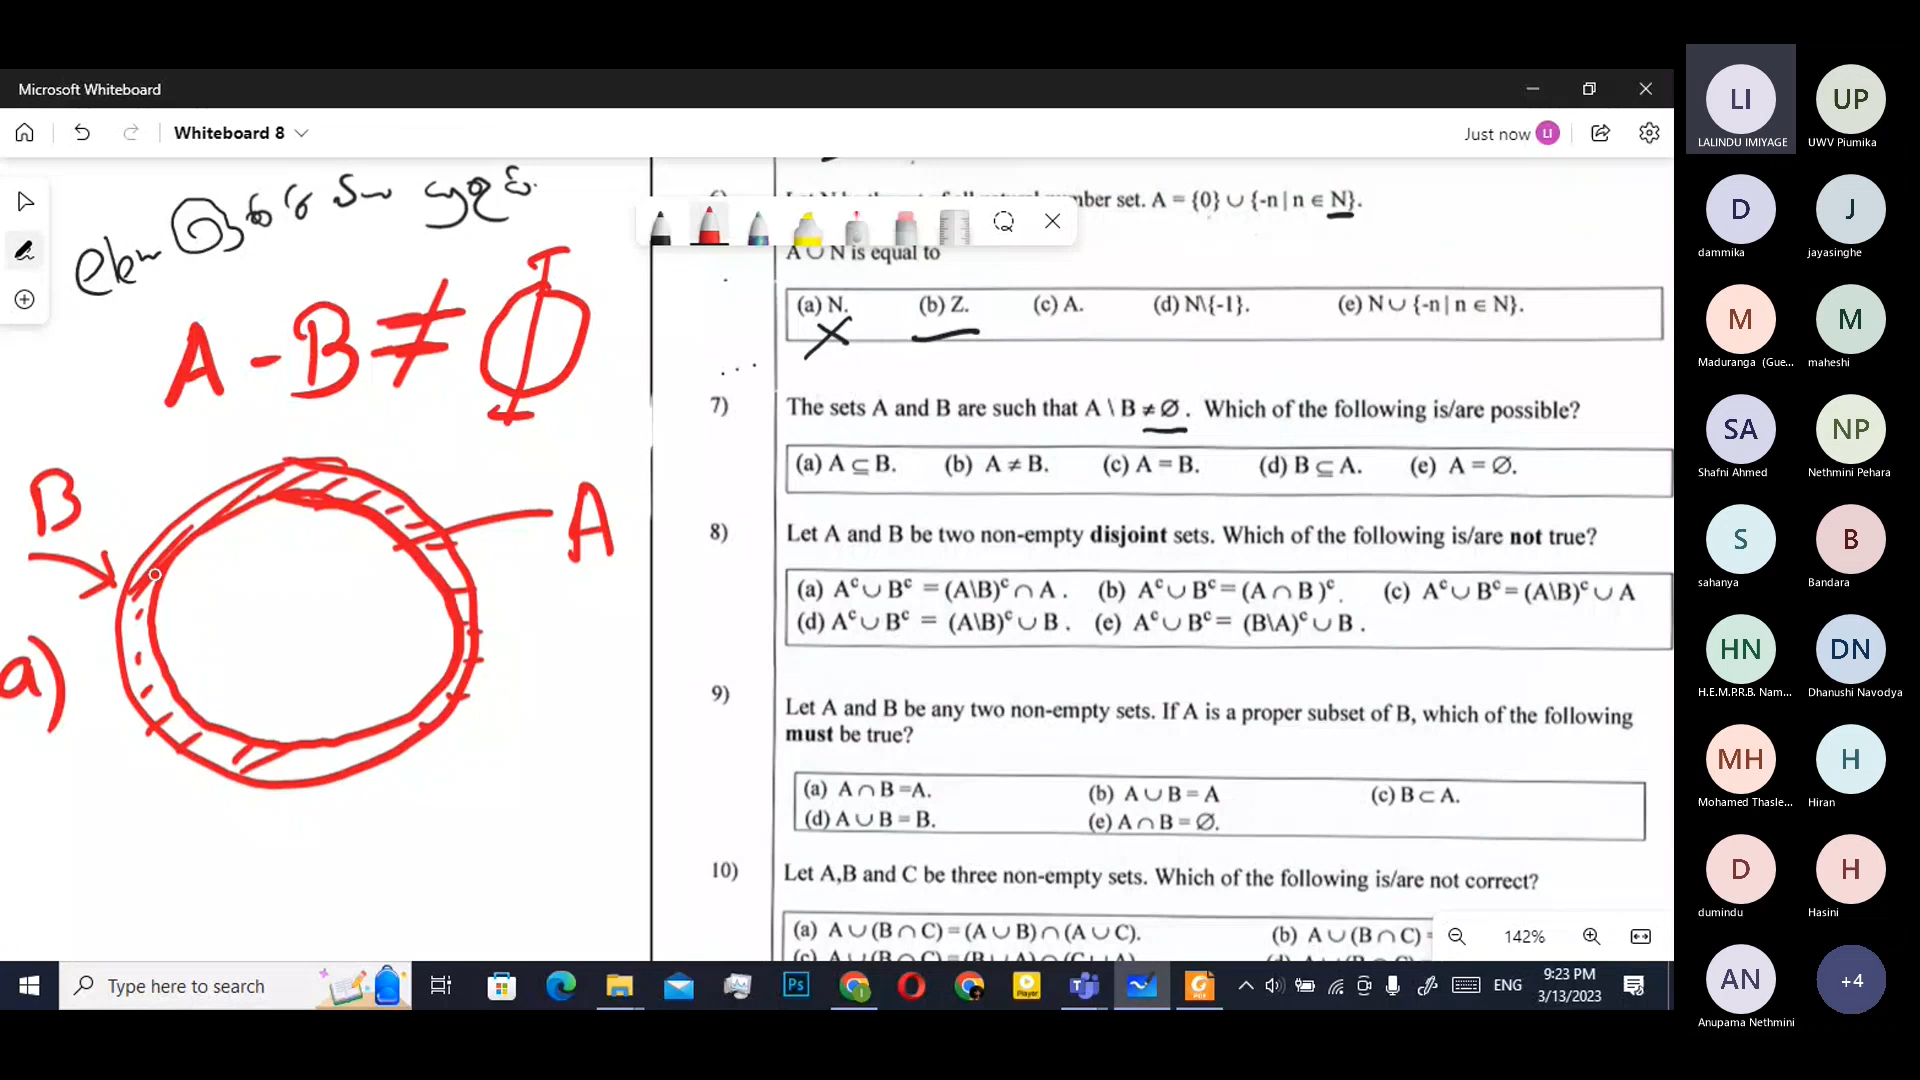 Microsoft Whiteboard
Whiteboard 8
Just now LI
A - B ≠ Φ
B
A
a)
number set. A = {0} ∪ {-n | n ∈ N}.
A ∪ N is equal to
(a) N. (b) Z. (c) A. (d) N\{-1}. (e) N ∪ {-n | n ∈ N}.
7) The sets A and B are such that A \ B ≠ ∅. Which of the following is/are possible?
(a) A ⊆ B. (b) A ≠ B. (c) A = B. (d) B ⊆ A. (e) A = ∅.
8) Let A and B be two non-empty disjoint sets. Which of the following is/are not true?
(a) Aᶜ ∪ Bᶜ = (A\B)ᶜ ∩ A. (b) Aᶜ ∪ Bᶜ = (A ∩ B)ᶜ. (c) Aᶜ ∪ Bᶜ = (A\B)ᶜ ∪ A
(d) Aᶜ ∪ Bᶜ = (A\B)ᶜ ∪ B. (e) Aᶜ ∪ Bᶜ = (B\A)ᶜ ∪ B.
9) Let A and B be any two non-empty sets. If A is a proper subset of B, which of the following
must be true?
(a) A ∩ B =A. (b) A ∪ B = A (c) B ⊂ A.
(d) A ∪ B = B. (e) A ∩ B = ∅.
10) Let A,B and C be three non-empty sets. Which of the following is/are not correct?
(a) A ∪ (B ∩ C) = (A ∪ B) ∩ (A ∪ C). (b) A ∪ (B ∩ C) =
142%
Type here to search
Ps
Player
ENG
9:23 PM
3/13/2023
LI
LALINDU IMIYAGE
UP
UWV Piumika
D
dammika
J
jayasinghe
M
Maduranga (Gue...
M
maheshi
SA
Shafni Ahmed
NP
Nethmini Pehara
S
sahanya
B
Bandara
HN
H.E.M.P.R.B. Nam...
DN
Dhanushi Navodya
MH
Mohamed Thasle...
H
Hiran
D
dumindu
H
Hasini
AN
Anupama Nethmini
+4